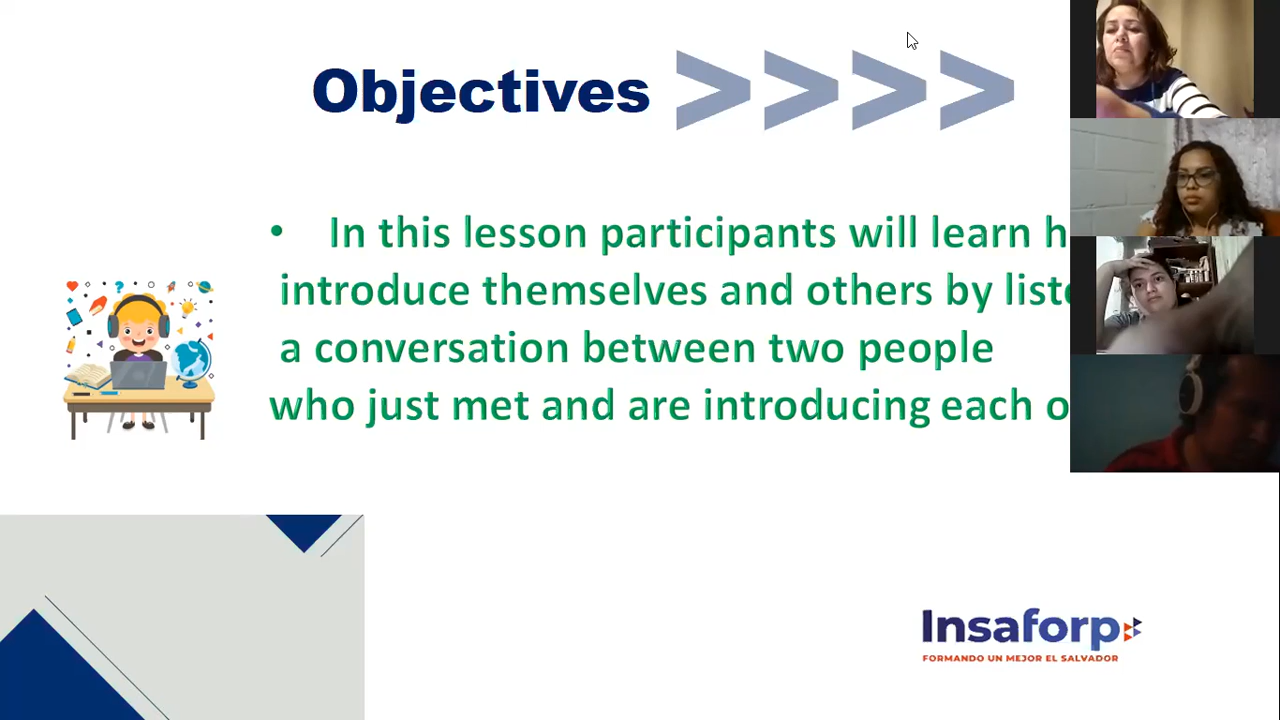 Objectives
• In this lesson participants will learn h
introduce themselves and others by liste
a conversation between two people
who just met and are introducing each o
Insaforp
FORMANDO UN MEJOR EL SALVADOR